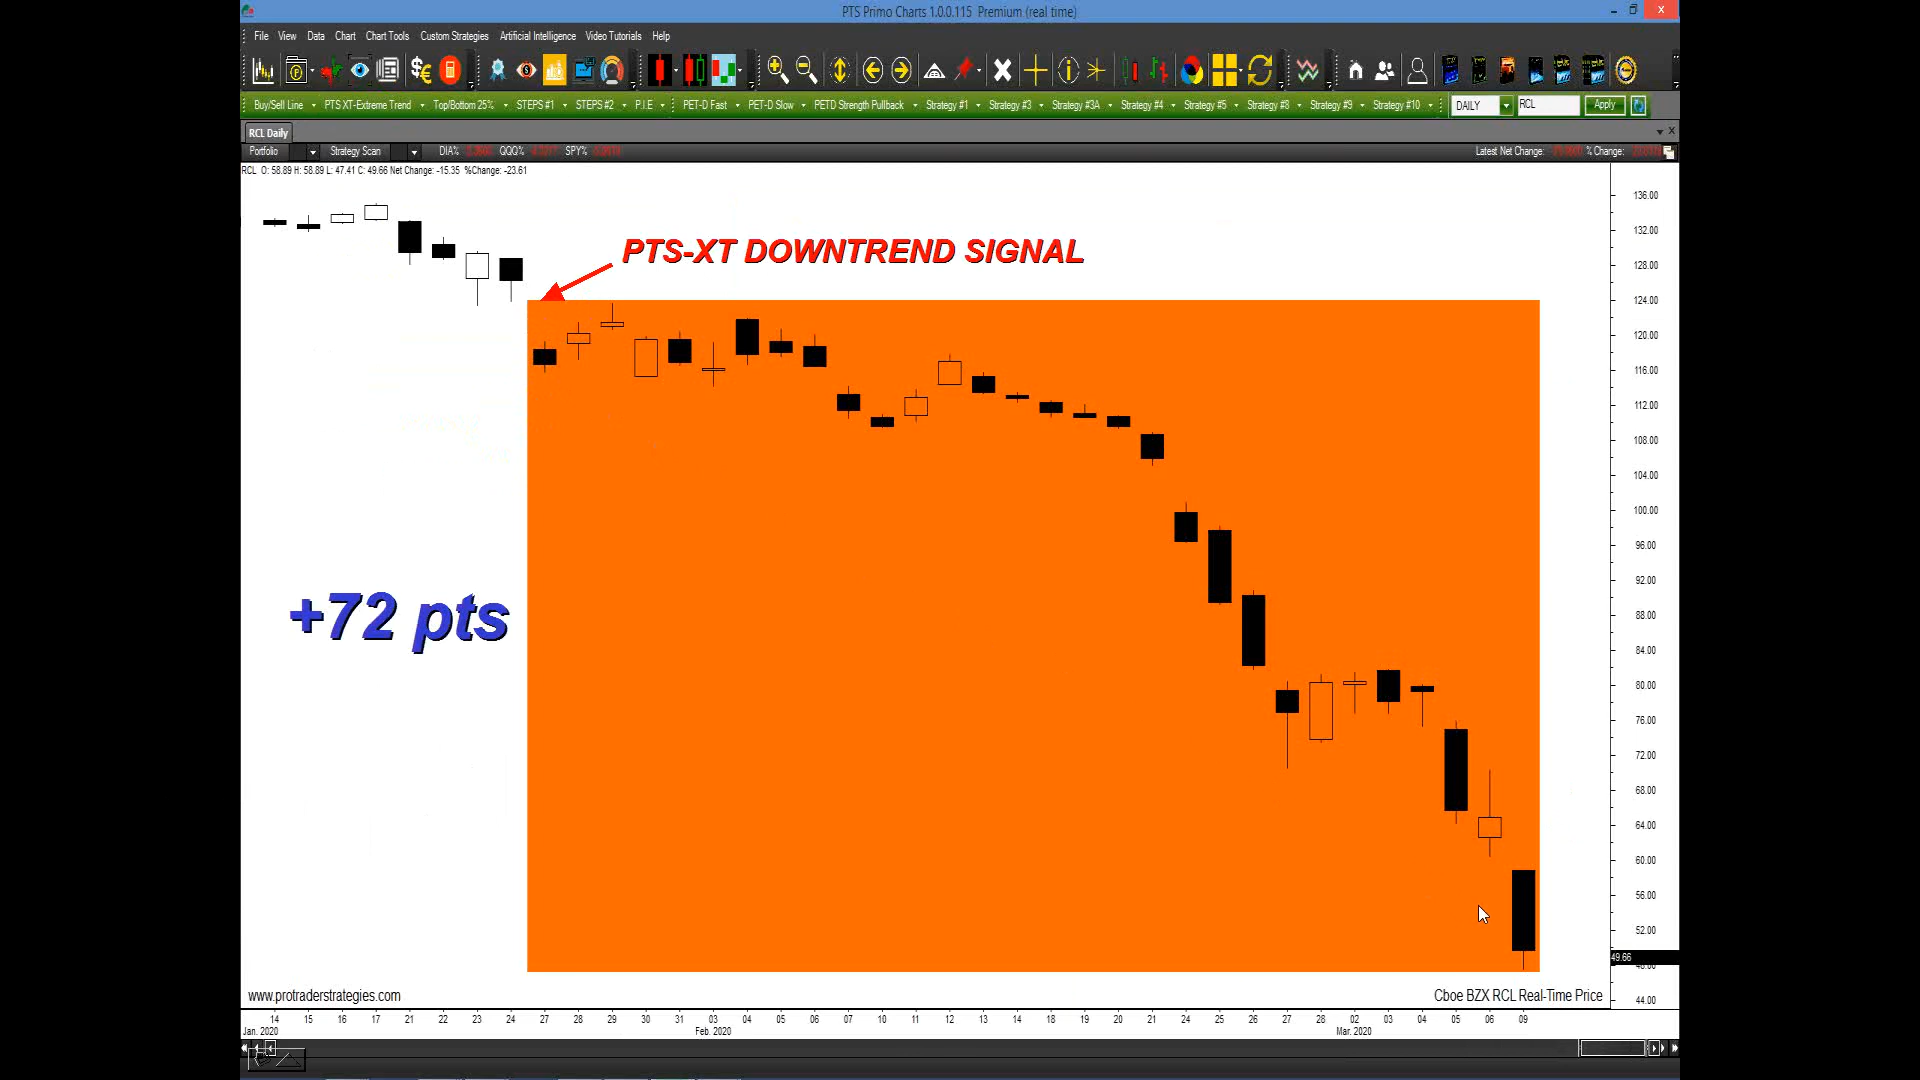 PTS Primo Charts 1.0.0.115 Premium (real time)
File View Data Chart Chart Tools Custom Strategies Artificial Intelligence Video Tutorials Help
Buy/Sell Line PTS XT-Extreme Trend Top/Bottom 25% STEPS #1 STEPS #2 P.I.E PET-D Fast PET-D Slow PETD Strength Pullback Strategy #1 Strategy #3 Strategy #3A Strategy #4 Strategy #5 Strategy #8 Strategy #9 Strategy #10 DAILY RCL Apply
RCL Daily
Portfolio Strategy Scan DIA% QQQ% SPY% Latest Net Change: % Change:
RCL O: 58.89 H: 58.89 L: 47.41 C: 49.66 Net Change: -15.35 %Change: -23.61
PTS-XT DOWNTREND SIGNAL
+72 pts
136.00
132.00
128.00
124.00
120.00
116.00
112.00
108.00
104.00
100.00
96.00
92.00
88.00
84.00
80.00
76.00
72.00
68.00
64.00
60.00
56.00
52.00
49.66
44.00
www.protraderstrategies.com Cboe BZX RCL Real-Time Price
14 15 16 17 21 22 23 24 27 28 29 30 31 03 04 05 06 07 10 11 12 13 14 18 19 20 21 24 25 26 27 28 02 03 04 05 06 09
Jan. 2020 Feb. 2020 Mar. 2020